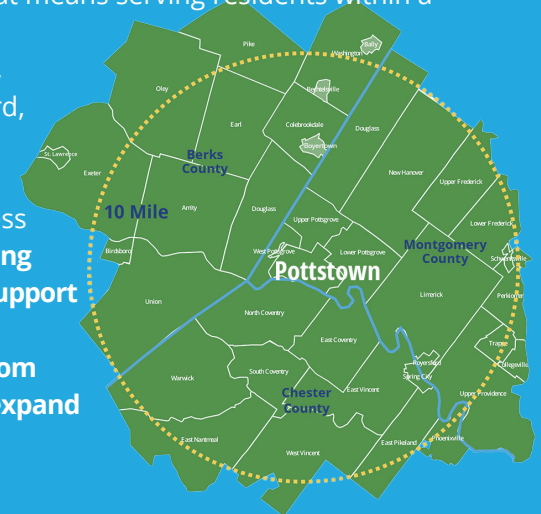 at means serving residents within a
rd,
ss
ng
upport
om
expand
Pike
Washington
Bally
Oley
Bechtelsville
Earl
Colebrookdale
Douglass
Boyertown
St. Lawrence
Berks
County
Exeter
New Hanover
Upper Frederick
10 Mile
Amity
Douglass
Upper Pottsgrove
Lower Frederick
Birdsboro
West Pottsgrove
Lower Pottsgrove
Montgomery
County
Schwenksville
Pottstown
Union
Limerick
Perkiomen
North Coventry
East Coventry
Trappe
Royersford
Collegeville
Spring City
Warwick
South Coventry
Chester
County
East Vincent
Upper Providence
East Nantmeal
West Vincent
East Pikeland
Phoenixville